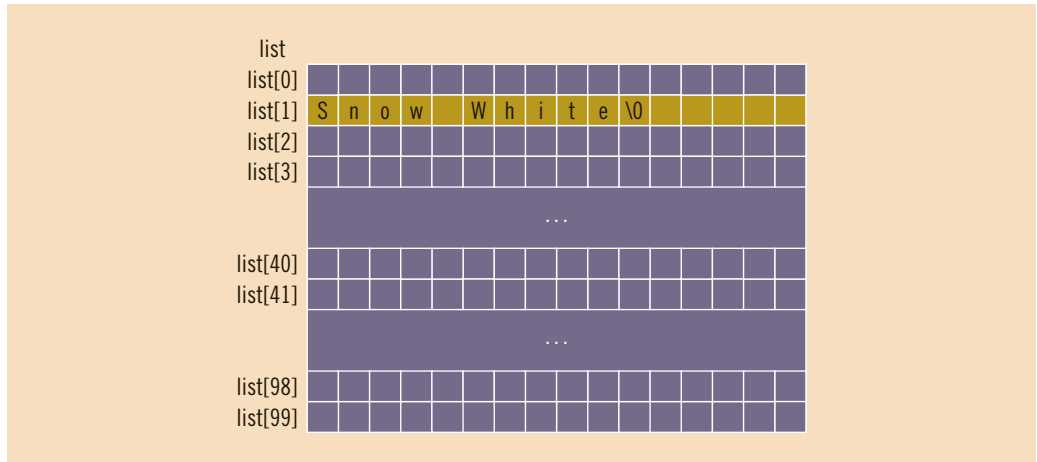 list
list[0]
list[1] S n o w W h i t e \0
list[2]
list[3]
...
list[40]
list[41]
...
list[98]
list[99]